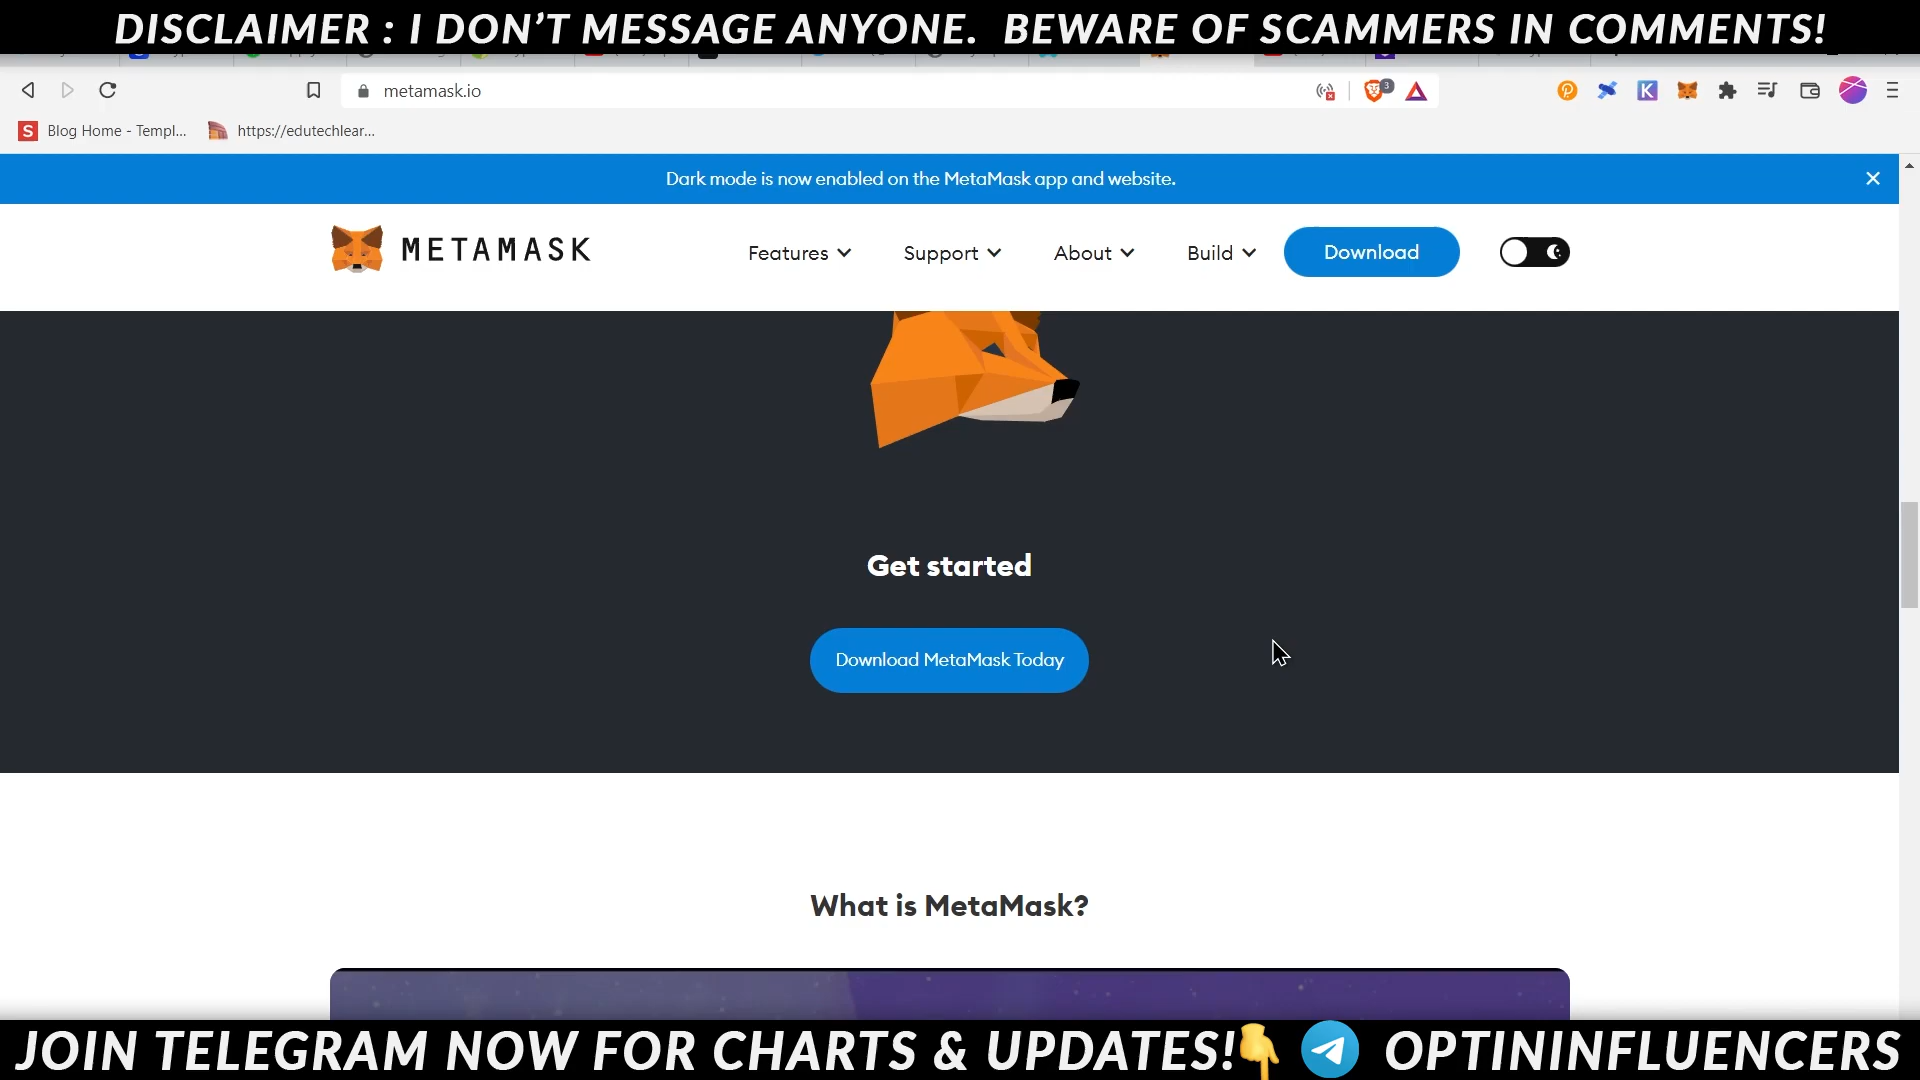 DISCLAIMER : I DON'T MESSAGE ANYONE. BEWARE OF SCAMMERS IN COMMENTS!
metamask.io
3
K
S Blog Home - Templ...
https://edutechlear...
Dark mode is now enabled on the MetaMask app and website.
METAMASK
Features
Support
About
Build
Download
Get started
Download MetaMask Today
What is MetaMask?
JOIN TELEGRAM NOW FOR CHARTS & UPDATES!👇 OPTININFLUENCERS